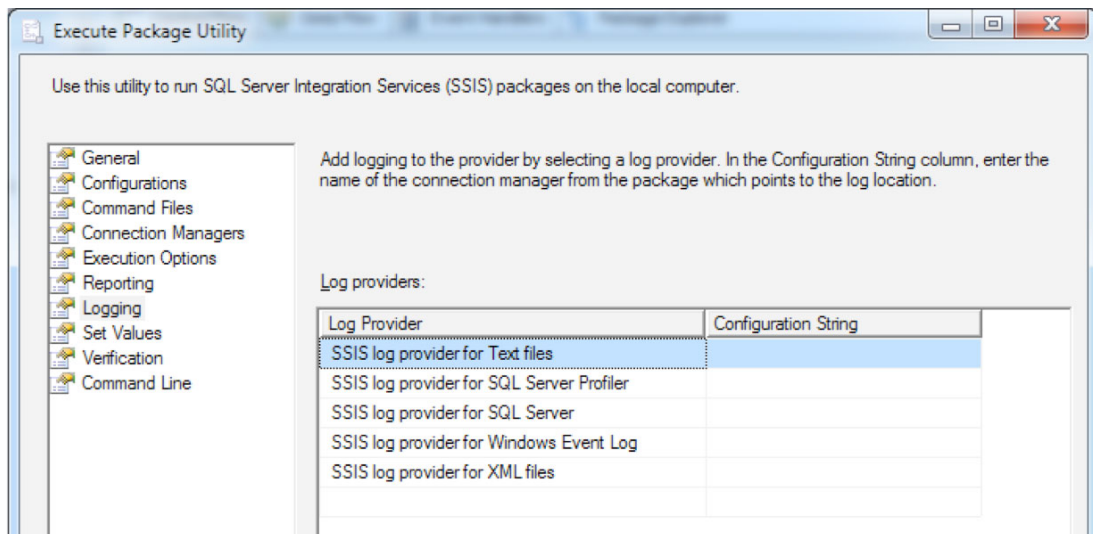 Execute Package Utility
Use this utility to run SQL Server Integration Services (SSIS) packages on the local computer.
General
Configurations
Command Files
Connection Managers
Execution Options
Reporting
Logging
Set Values
Verification
Command Line
Add logging to the provider by selecting a log provider. In the Configuration String column, enter the
name of the connection manager from the package which points to the log location.
Log providers:
Log Provider Configuration String
SSIS log provider for Text files
SSIS log provider for SQL Server Profiler
SSIS log provider for SQL Server
SSIS log provider for Windows Event Log
SSIS log provider for XML files